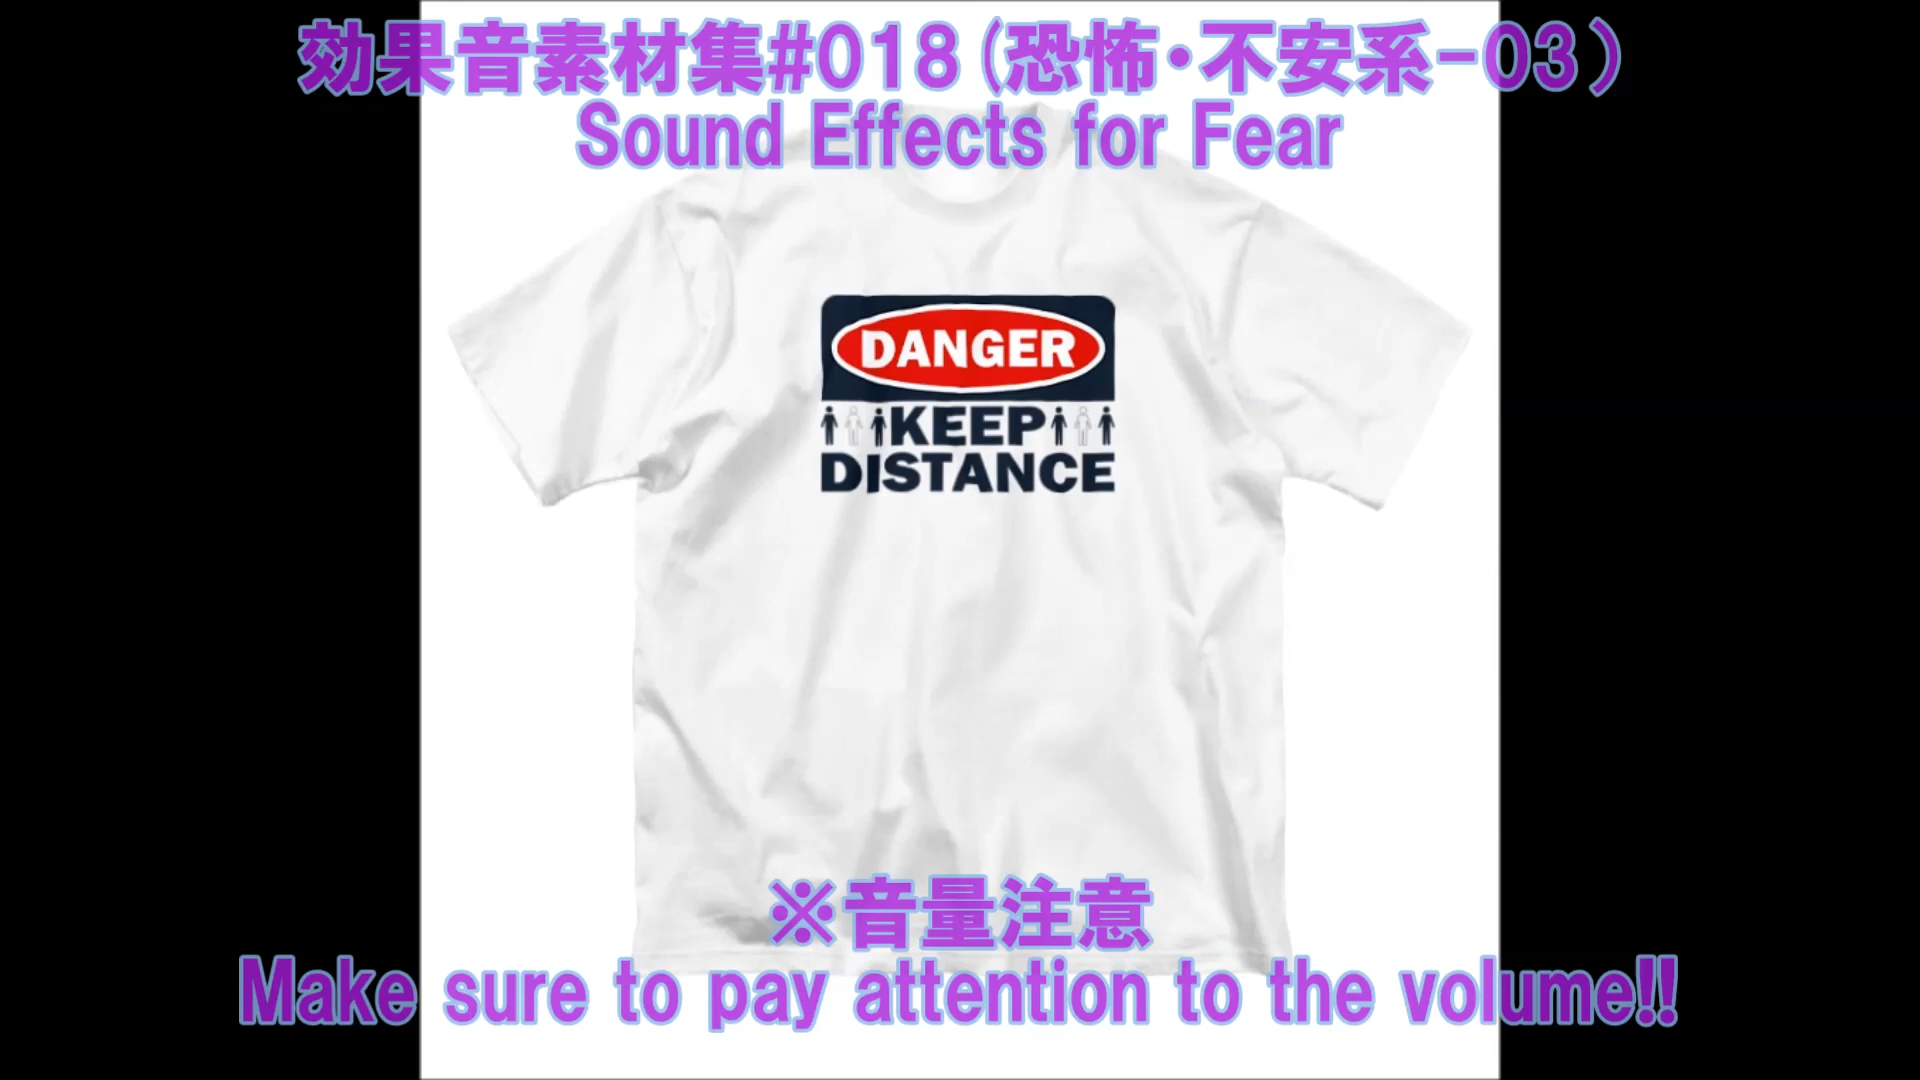 効果音素材集#018(恐怖・不安系-03)
Sound Effects for Fear
DANGER
KEEP
DISTANCE
※音量注意
Make sure to pay attention to the volume!!